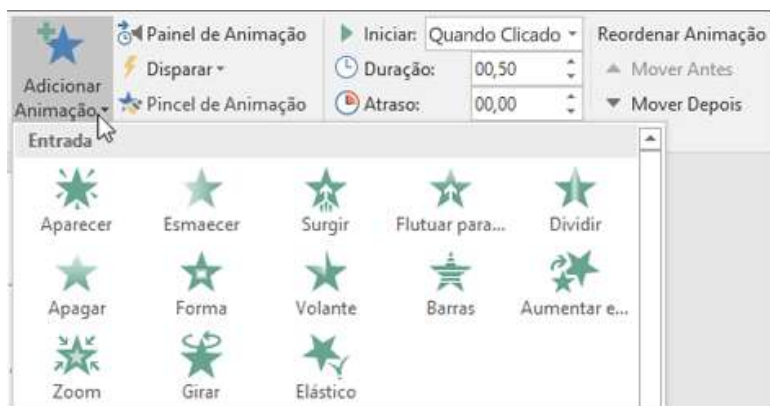 Painel de Animação
Disparar
Pincel de Animação
Adicionar
Animação
Iniciar: Quando Clicado
Duração: 00,50
Atraso: 00,00
Reordenar Animação
Mover Antes
Mover Depois
Entrada
Aparecer Esmaecer Surgir Flutuar para... Dividir
Apagar Forma Volante Barras Aumentar e...
Zoom Girar Elástico